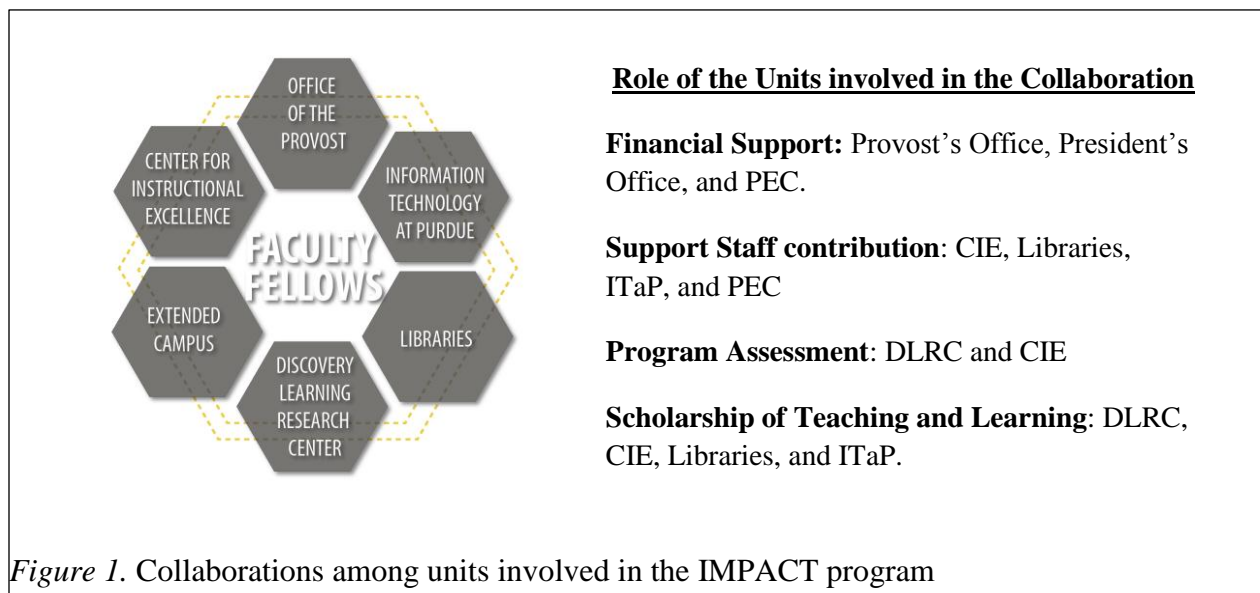 OFFICE
OF THE
PROVOST
CENTER FOR
INSTRUCTIONAL
EXCELLENCE
INFORMATION
TECHNOLOGY
AT PURDUE
FACULTY
FELLOWS
EXTENDED
CAMPUS
LIBRARIES
DISCOVERY
LEARNING
RESEARCH
CENTER
Role of the Units involved in the Collaboration
Financial Support: Provost’s Office, President’s
Office, and PEC.
Support Staff contribution: CIE, Libraries,
ITaP, and PEC
Program Assessment: DLRC and CIE
Scholarship of Teaching and Learning: DLRC,
CIE, Libraries, and ITaP.
Figure 1. Collaborations among units involved in the IMPACT program